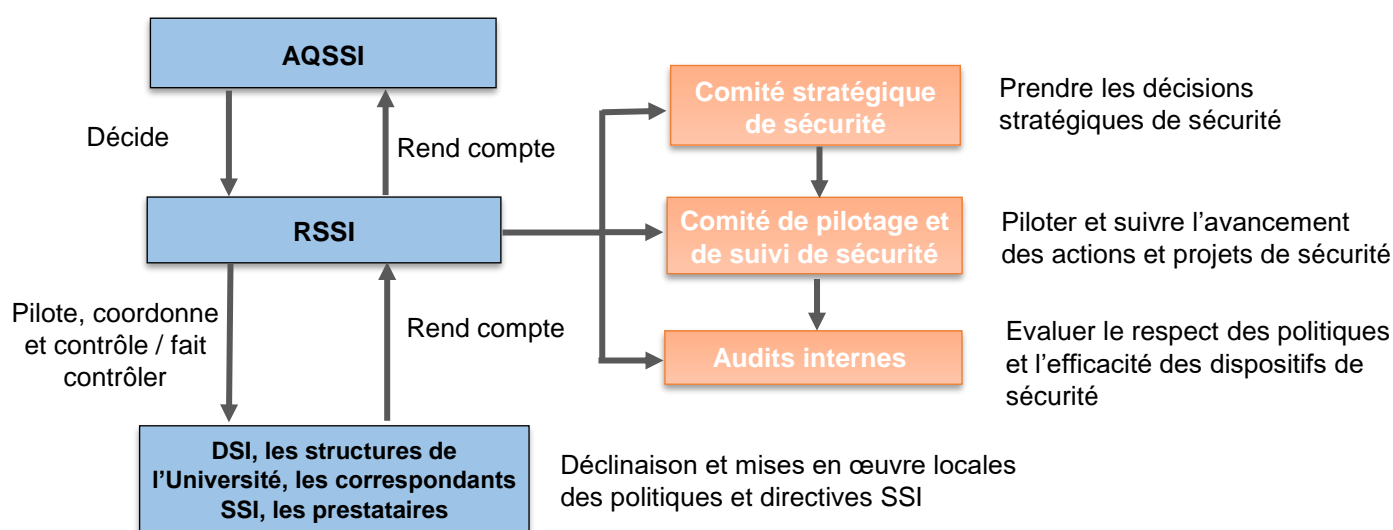 AQSSI
Décide
Rend compte
RSSI
Pilote, coordonne
et contrôle / fait
contrôler
Rend compte
DSI, les structures de
l'Université, les correspondants
SSI, les prestataires
Déclinaison et mises en œuvre locales
des politiques et directives SSI
Comité stratégique
de sécurité
Prendre les décisions
stratégiques de sécurité
Comité de pilotage et
de suivi de sécurité
Piloter et suivre l’avancement
des actions et projets de sécurité
Audits internes
Evaluer le respect des politiques
et l’efficacité des dispositifs de
sécurité